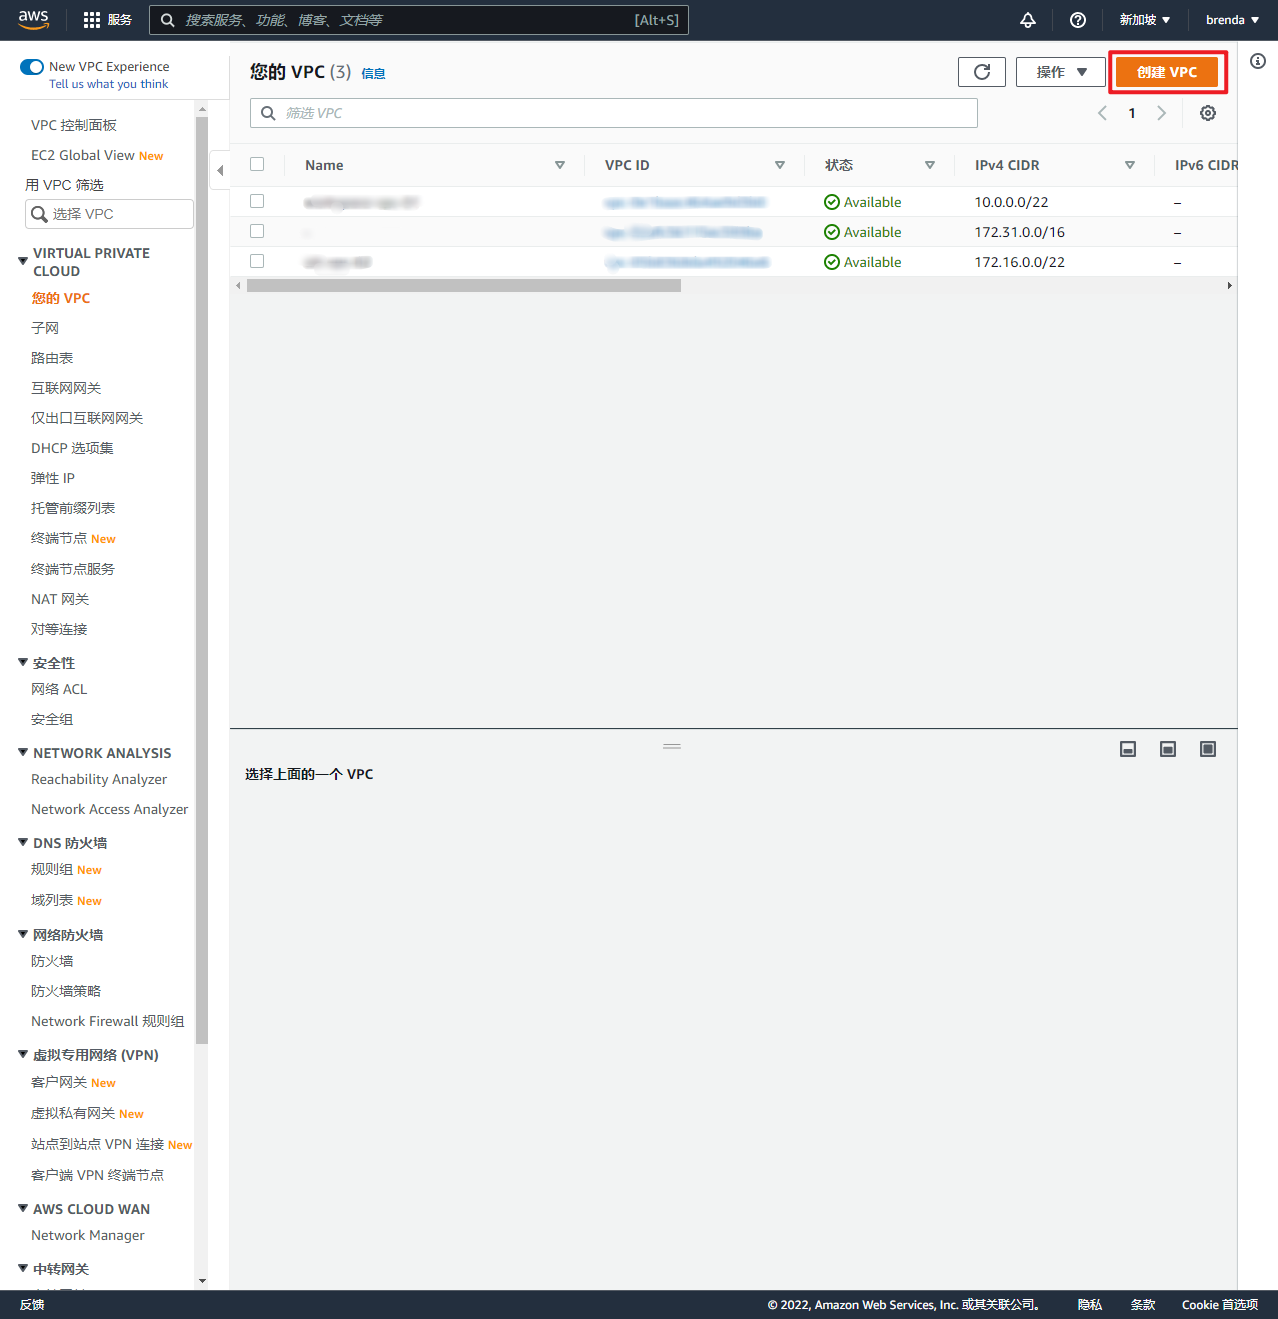 aws 服务 搜索服务、功能、博客、文档等 [Alt+S] 新加坡 brenda
New VPC Experience
Tell us what you think
VPC 控制面板
EC2 Global View New
用 VPC 筛选
选择 VPC
VIRTUAL PRIVATE
CLOUD
您的 VPC
子网
路由表
互联网网关
仅出口互联网网关
DHCP 选项集
弹性 IP
托管前缀列表
终端节点 New
终端节点服务
NAT 网关
对等连接
安全性
网络 ACL
安全组
NETWORK ANALYSIS
Reachability Analyzer
Network Access Analyzer
DNS 防火墙
规则组 New
域列表 New
网络防火墙
防火墙
防火墙策略
Network Firewall 规则组
虚拟专用网络 (VPN)
客户网关 New
虚拟私有网关 New
站点到站点 VPN 连接 New
客户端 VPN 终端节点
AWS CLOUD WAN
Network Manager
中转网关
您的 VPC (3) 信息 操作 创建 VPC
筛选 VPC 1
Name VPC ID 状态 IPv4 CIDR IPv6 CIDR
Available 10.0.0.0/22 –
Available 172.31.0.0/16 –
Available 172.16.0.0/22 –
选择上面的一个 VPC
反馈 © 2022, Amazon Web Services, Inc. 或其关联公司。 隐私 条款 Cookie 首选项